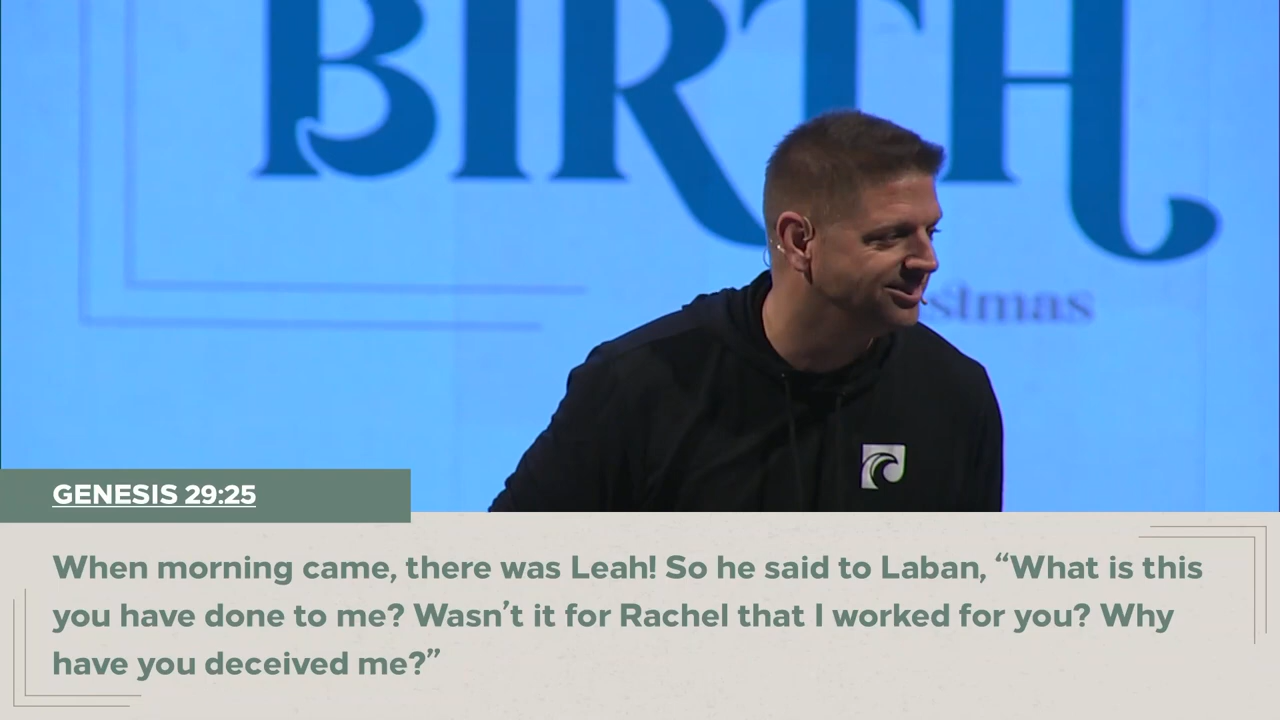 BIRTH
stmas
GENESIS 29:25
When morning came, there was Leah! So he said to Laban, “What is this
you have done to me? Wasn’t it for Rachel that I worked for you? Why
have you deceived me?”